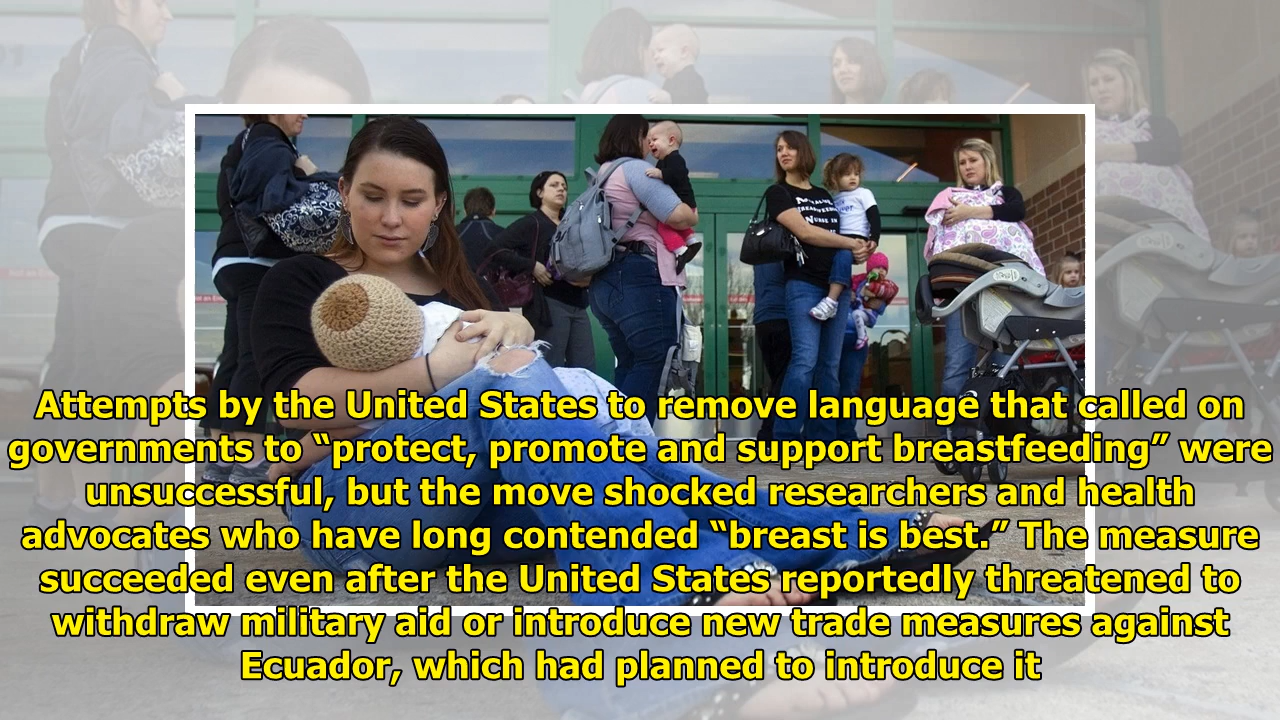 Attempts by the United States to remove language that called on
governments to “protect, promote and support breastfeeding” were
unsuccessful, but the move shocked researchers and health
advocates who have long contended “breast is best.” The measure
succeeded even after the United States reportedly threatened to
withdraw military aid or introduce new trade measures against
Ecuador, which had planned to introduce it